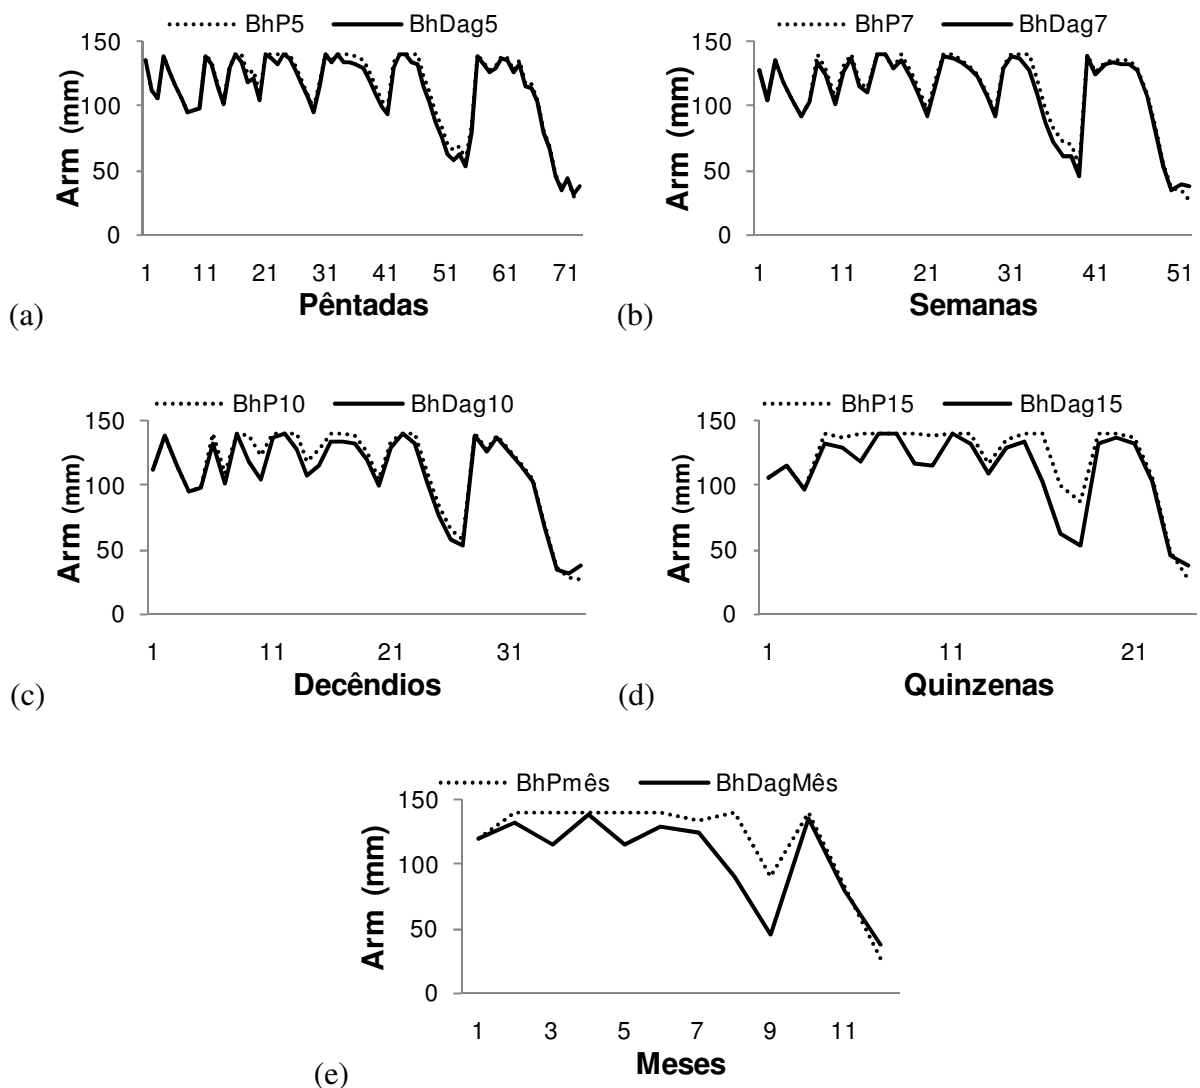 BhP5 BhDag5
150
100
50
0
Arm (mm)
1 11 21 31 41 51 61 71
Pêntadas
(a)
BhP7 BhDag7
150
100
50
0
Arm (mm)
1 11 21 31 41 51
Semanas
(b)
BhP10 BhDag10
150
100
50
0
Arm (mm)
1 11 21 31
Decêndios
(c)
BhP15 BhDag15
150
100
50
0
Arm (mm)
1 11 21
Quinzenas
(d)
BhPmês BhDagMês
150
100
50
0
Arm (mm)
1 3 5 7 9 11
Meses
(e)